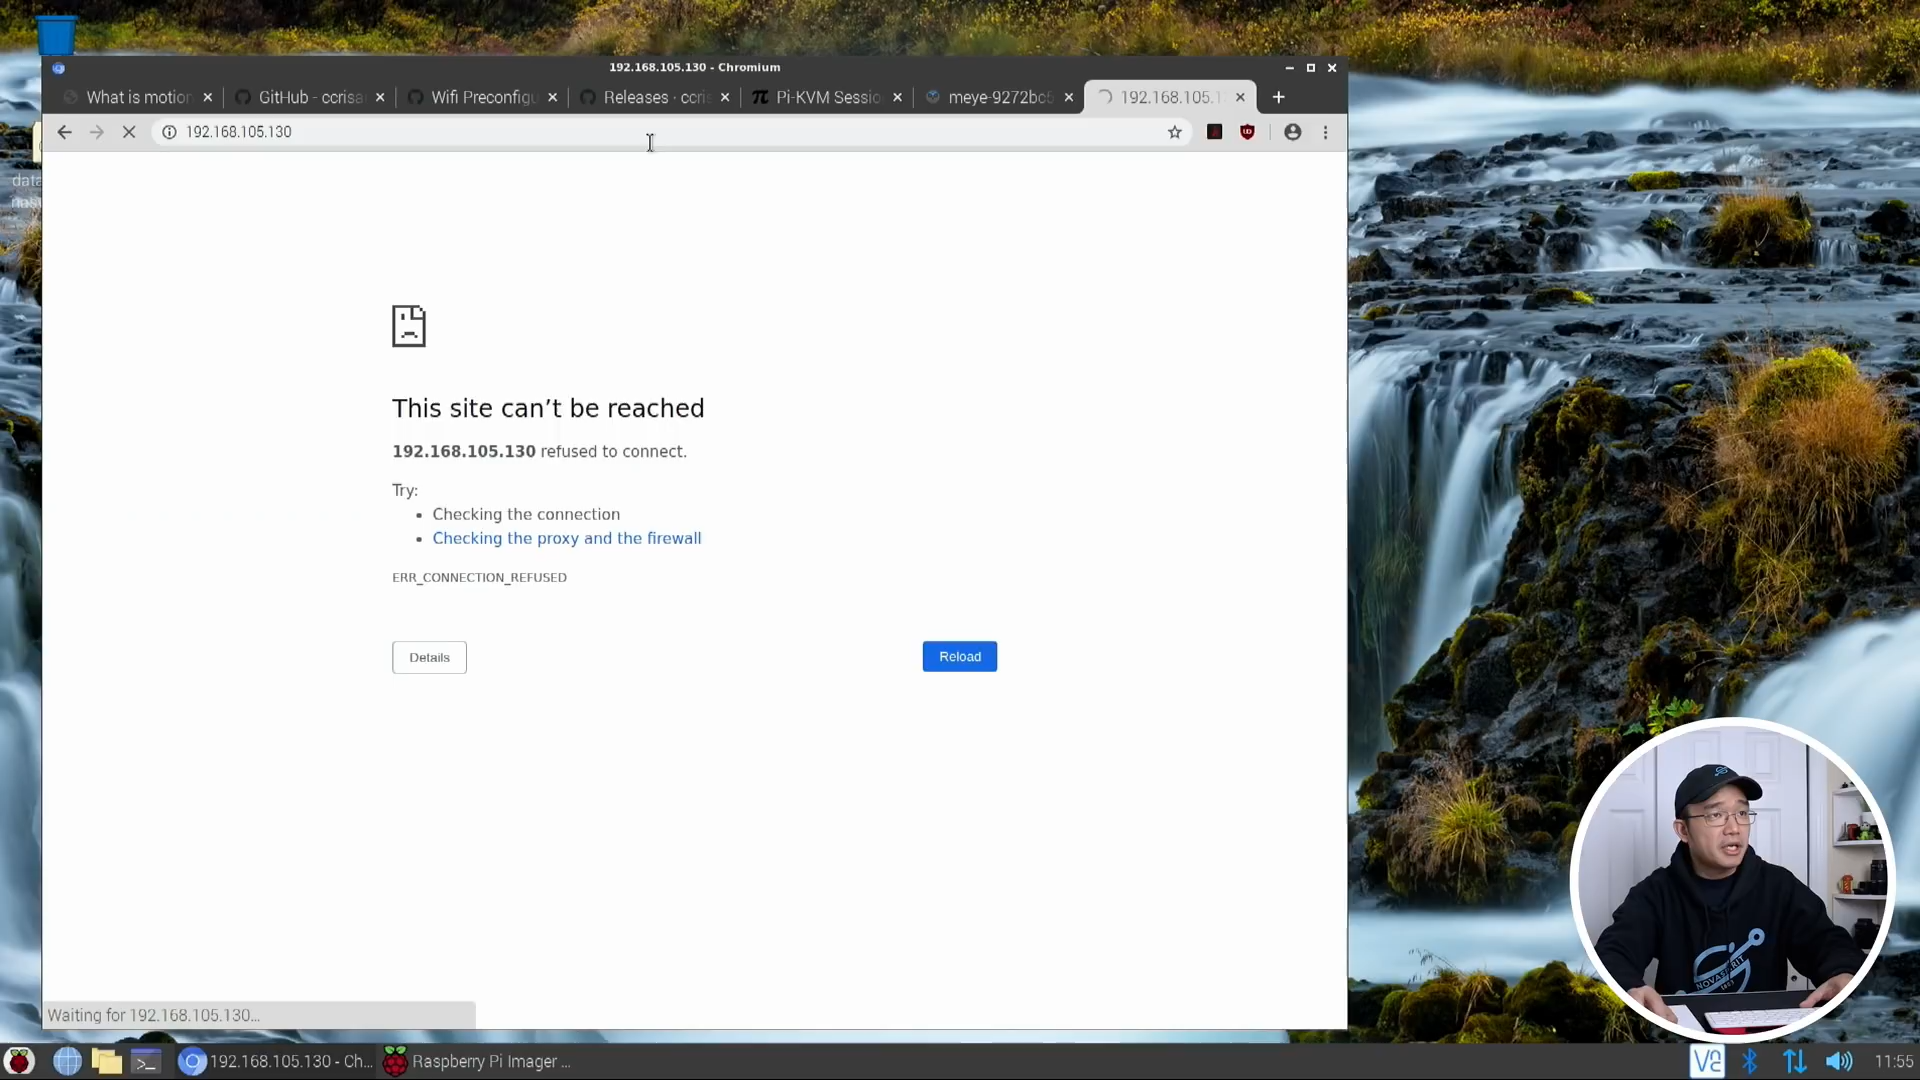 192.168.105.130 - Chromium
What is motion
GitHub - ccrisa
Wifi Preconfigu
Releases · ccris
Pi-KVM Sessio
meye-9272bc5
192.168.105.1
192.168.105.130
data
This site can’t be reached
192.168.105.130 refused to connect.
Try:
• Checking the connection
• Checking the proxy and the firewall
ERR_CONNECTION_REFUSED
Details
Reload
NOVASPIRIT
Waiting for 192.168.105.130...
192.168.105.130 - Ch...
Raspberry Pi Imager ...
11:55